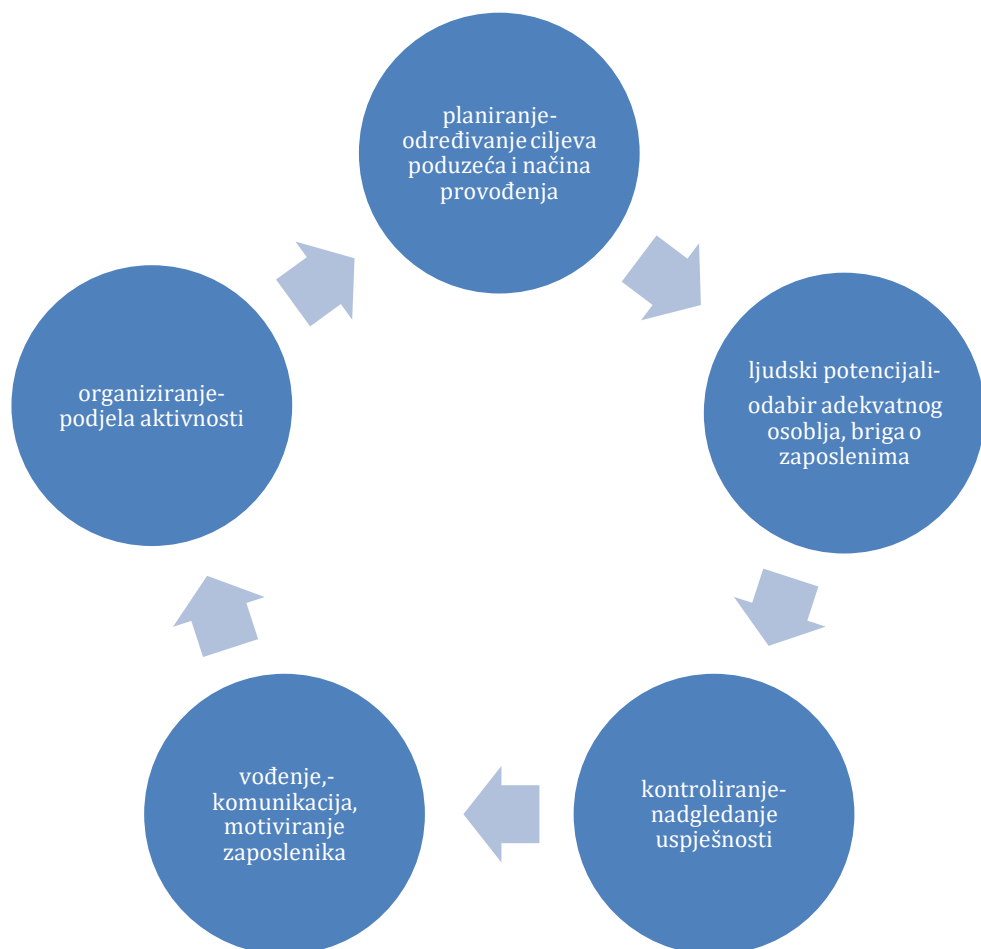 planiranje-
određivanje ciljeva
poduzeća i načina
provođenja
ljudski potencijali-
odabir adekvatnog
osoblja, briga o
zaposlenima
kontroliranje-
nadgledanje
uspješnosti
vođenje,-
komunikacija,
motiviranje
zaposlenika
organiziranje-
podjela aktivnosti